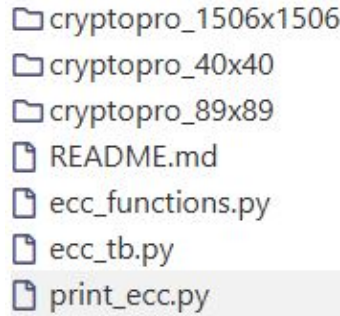 cryptopro_1506x1506
cryptopro_40x40
cryptopro_89x89
README.md
ecc_functions.py
ecc_tb.py
print_ecc.py